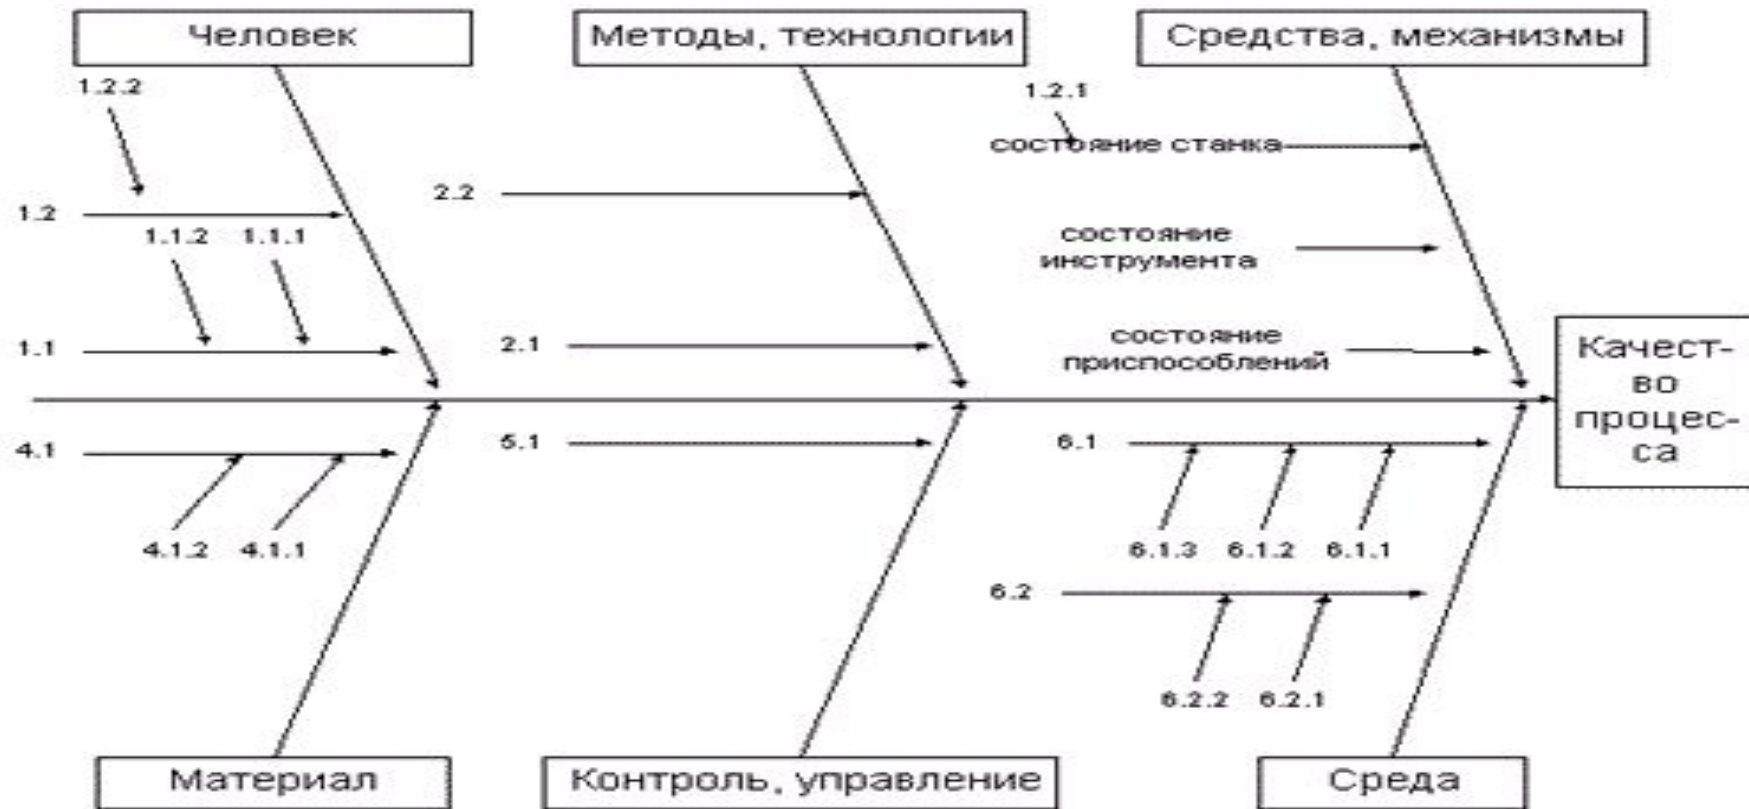 Человек
Методы, технологии
Средства, механизмы
1.2.2
1.2.1
состояние станка
2.2
1.2
1.1.2 1.1.1
состояние
инструмента
1.1
2.1
состояние
приспособлений
Качест-
во
процес-
са
4.1
5.1
6.1
4.1.2 4.1.1
6.1.3 6.1.2 6.1.1
6.2
6.2.2 6.2.1
Материал
Контроль, управление
Среда